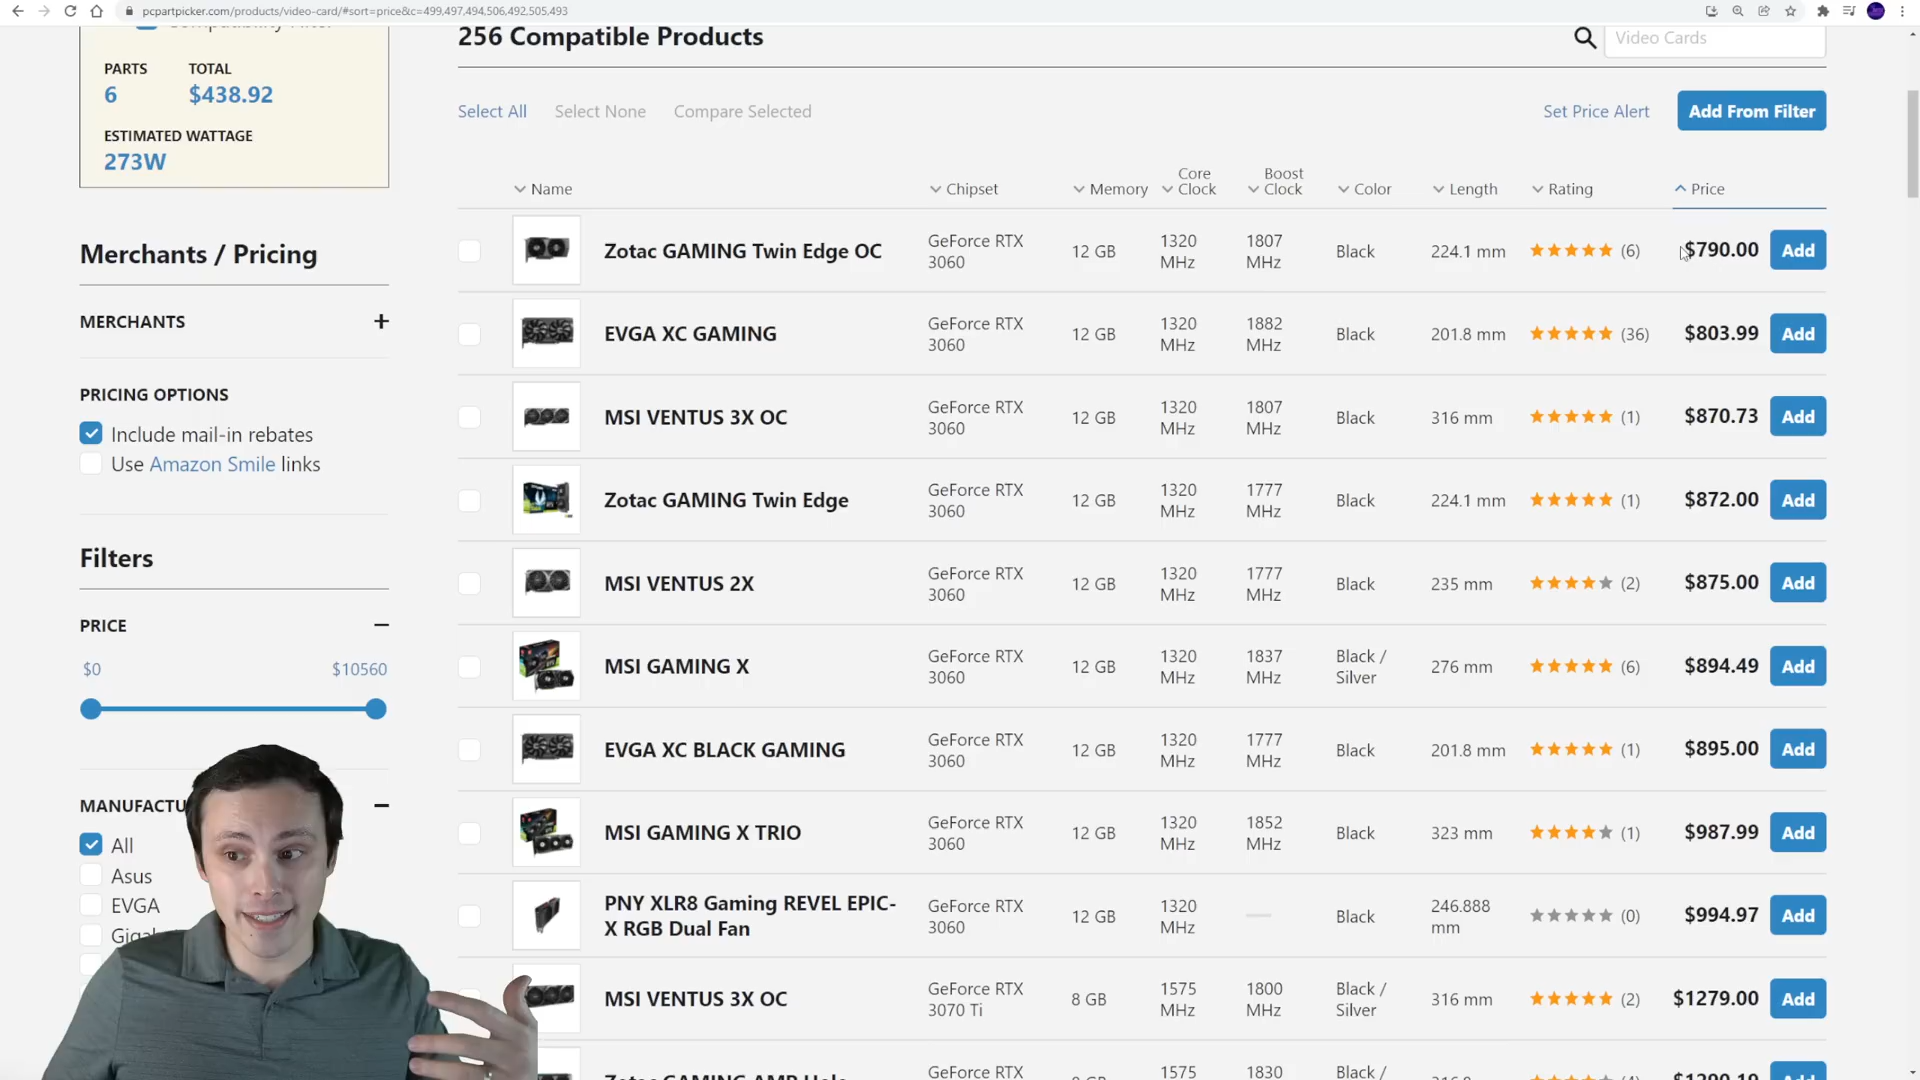 pcpartpicker.com/products/video-card/#sort=price&c=499,497,494,506,492,505,493
256 Compatible Products
Video Cards
PARTS TOTAL
6 $438.92
ESTIMATED WATTAGE
273W
Select All Select None Compare Selected Set Price Alert Add From Filter
Name Chipset Memory Core Clock Boost Clock Color Length Rating Price
Zotac GAMING Twin Edge OC GeForce RTX 3060 12 GB 1320 MHz 1807 MHz Black 224.1 mm (6) $790.00 Add
EVGA XC GAMING GeForce RTX 3060 12 GB 1320 MHz 1882 MHz Black 201.8 mm (36) $803.99 Add
MSI VENTUS 3X OC GeForce RTX 3060 12 GB 1320 MHz 1807 MHz Black 316 mm (1) $870.73 Add
Zotac GAMING Twin Edge GeForce RTX 3060 12 GB 1320 MHz 1777 MHz Black 224.1 mm (1) $872.00 Add
MSI VENTUS 2X GeForce RTX 3060 12 GB 1320 MHz 1777 MHz Black 235 mm (2) $875.00 Add
MSI GAMING X GeForce RTX 3060 12 GB 1320 MHz 1837 MHz Black / Silver 276 mm (6) $894.49 Add
EVGA XC BLACK GAMING GeForce RTX 3060 12 GB 1320 MHz 1777 MHz Black 201.8 mm (1) $895.00 Add
MSI GAMING X TRIO GeForce RTX 3060 12 GB 1320 MHz 1852 MHz Black 323 mm (1) $987.99 Add
PNY XLR8 Gaming REVEL EPIC-X RGB Dual Fan GeForce RTX 3060 12 GB 1320 MHz — Black 246.888 mm (0) $994.97 Add
MSI VENTUS 3X OC GeForce RTX 3070 Ti 8 GB 1575 MHz 1800 MHz Black / Silver 316 mm (2) $1279.00 Add
GeForce RTX 1575 1830 Black /
Merchants / Pricing
MERCHANTS +
PRICING OPTIONS
Include mail-in rebates
Use Amazon Smile links
Filters
PRICE −
$0 $10560
MANUFACTU −
All
Asus
EVGA